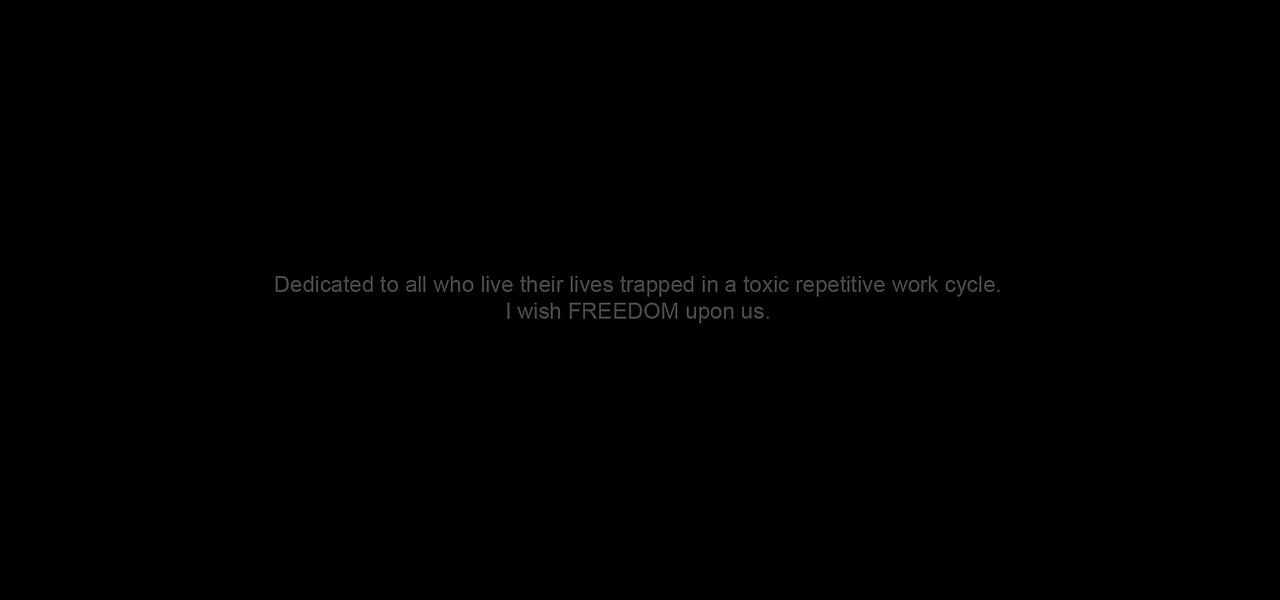 Dedicated to all who live their lives trapped in a toxic repetitive work cycle.
I wish FREEDOM upon us.